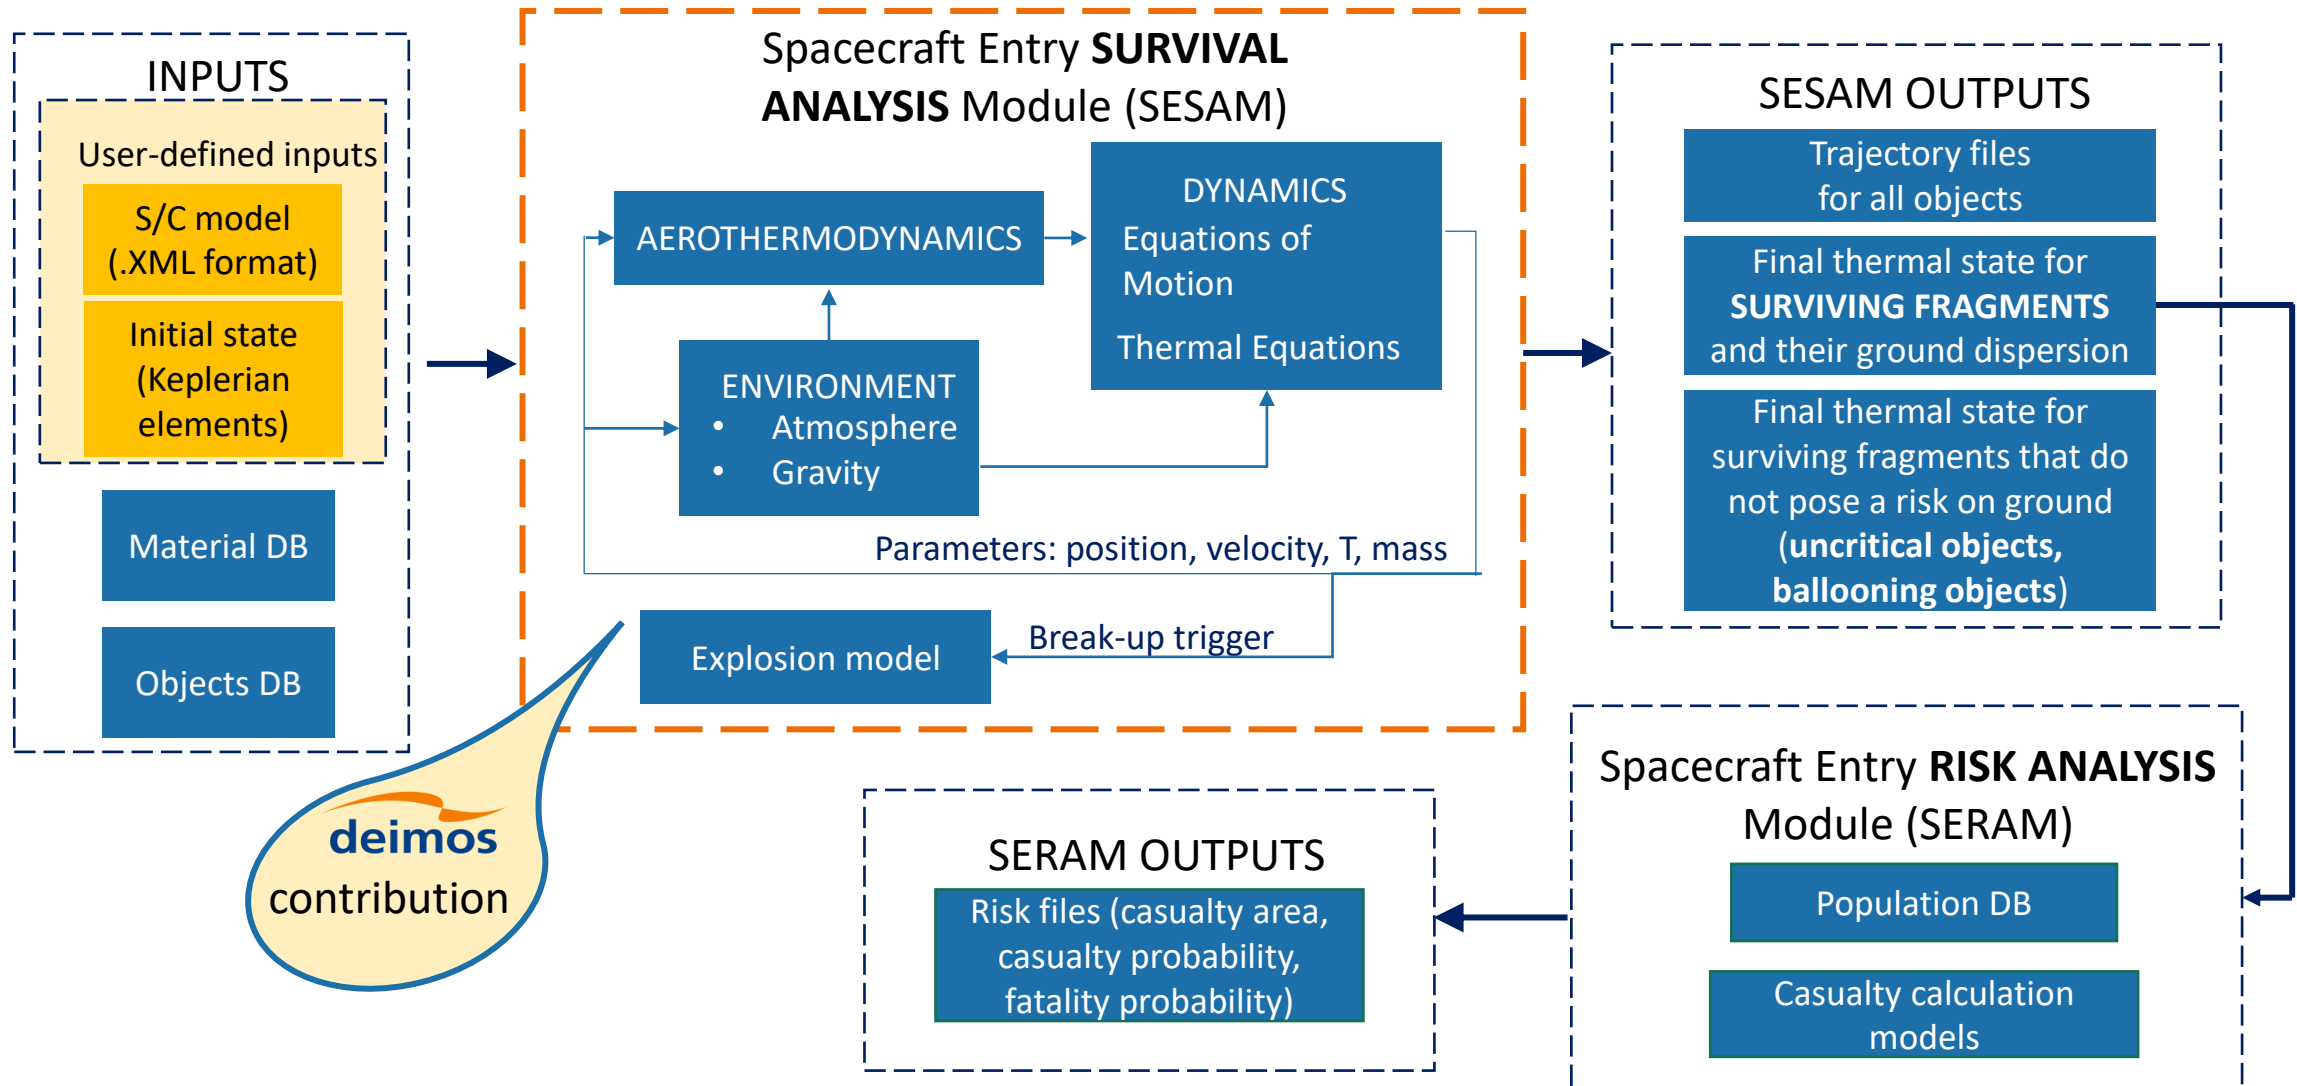 INPUTS
User-defined inputs
S/C model
(.XML format)
Initial state
(Keplerian
elements)
Material DB
Objects DB
Spacecraft Entry SURVIVAL
ANALYSIS Module (SESAM)
AEROTHERMODYNAMICS
DYNAMICS
Equations of
Motion
Thermal Equations
ENVIRONMENT
• Atmosphere
• Gravity
Parameters: position, velocity, T, mass
Break-up trigger
Explosion model
deimos
contribution
SESAM OUTPUTS
Trajectory files
for all objects
Final thermal state for
SURVIVING FRAGMENTS
and their ground dispersion
Final thermal state for
surviving fragments that do
not pose a risk on ground
(uncritical objects,
ballooning objects)
Spacecraft Entry RISK ANALYSIS
Module (SERAM)
Population DB
Casualty calculation
models
SERAM OUTPUTS
Risk files (casualty area,
casualty probability,
fatality probability)